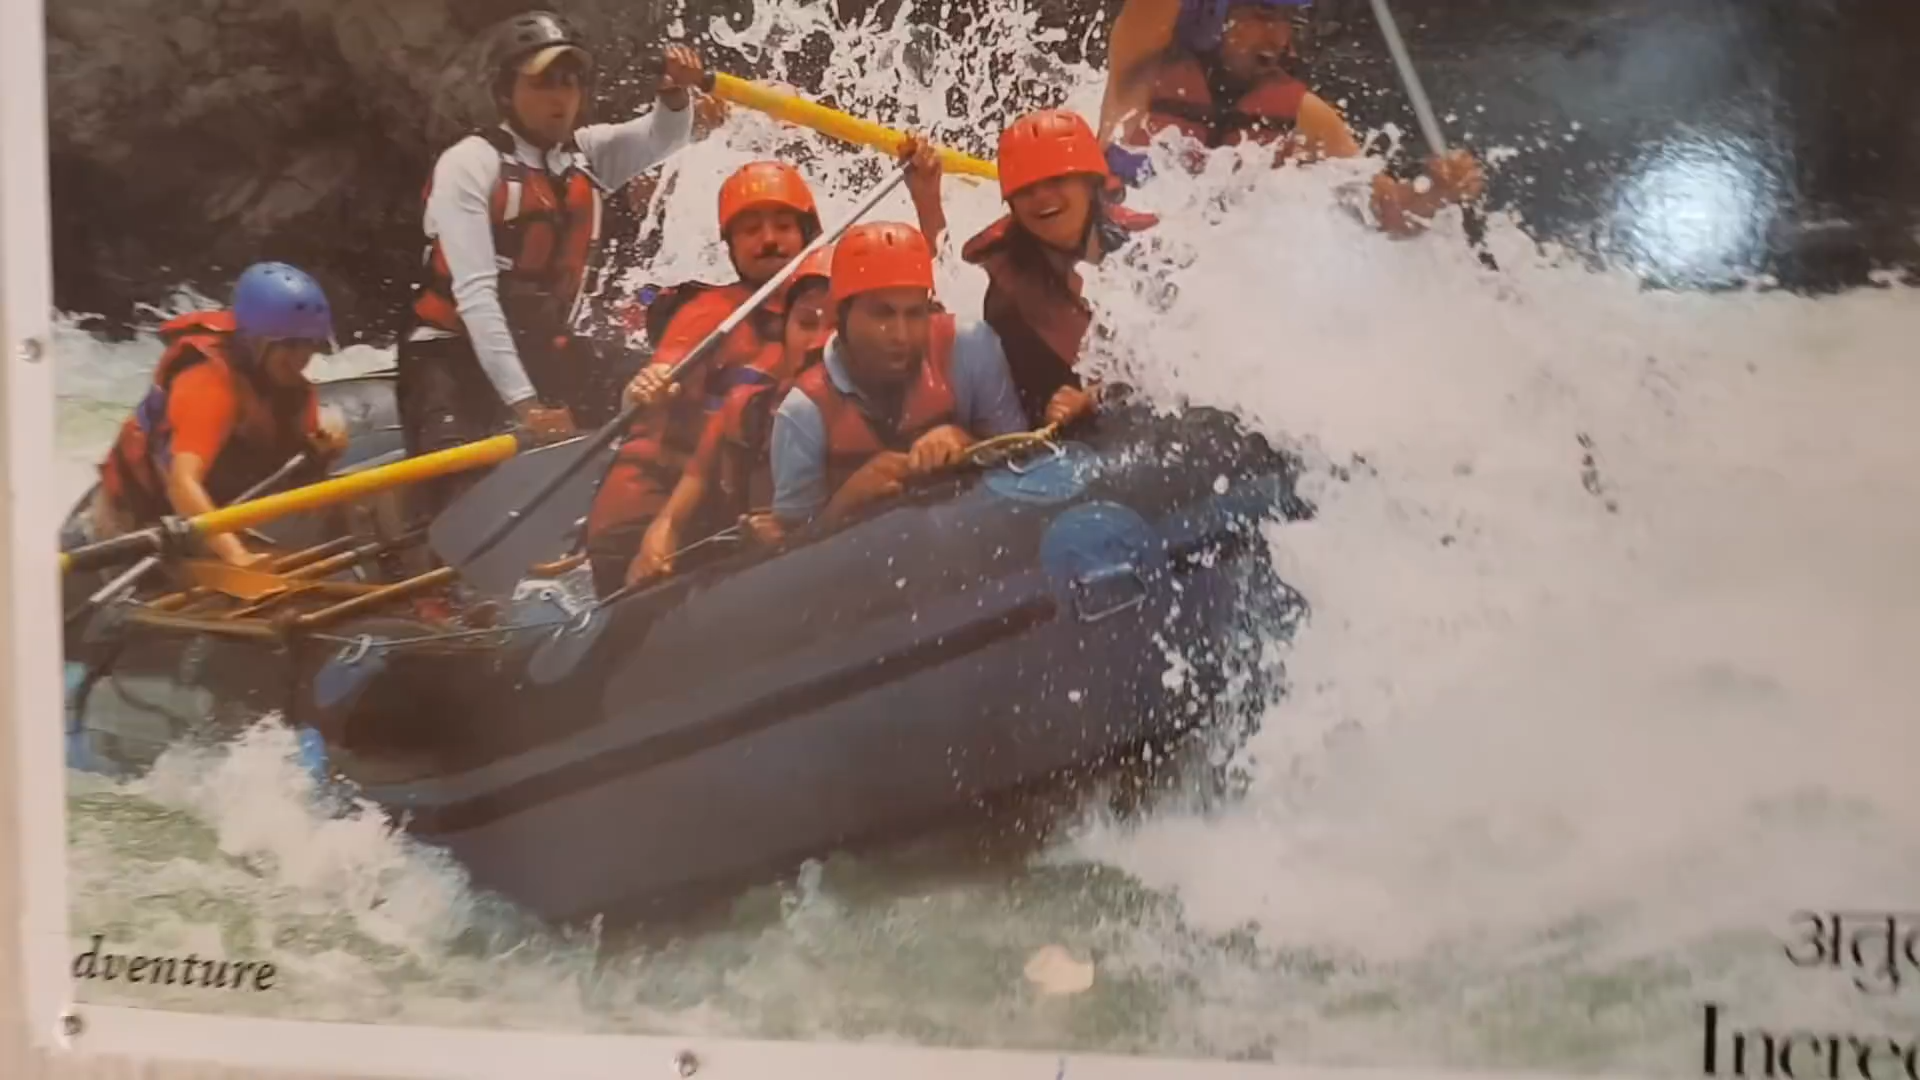 dventure
अतु
Incre